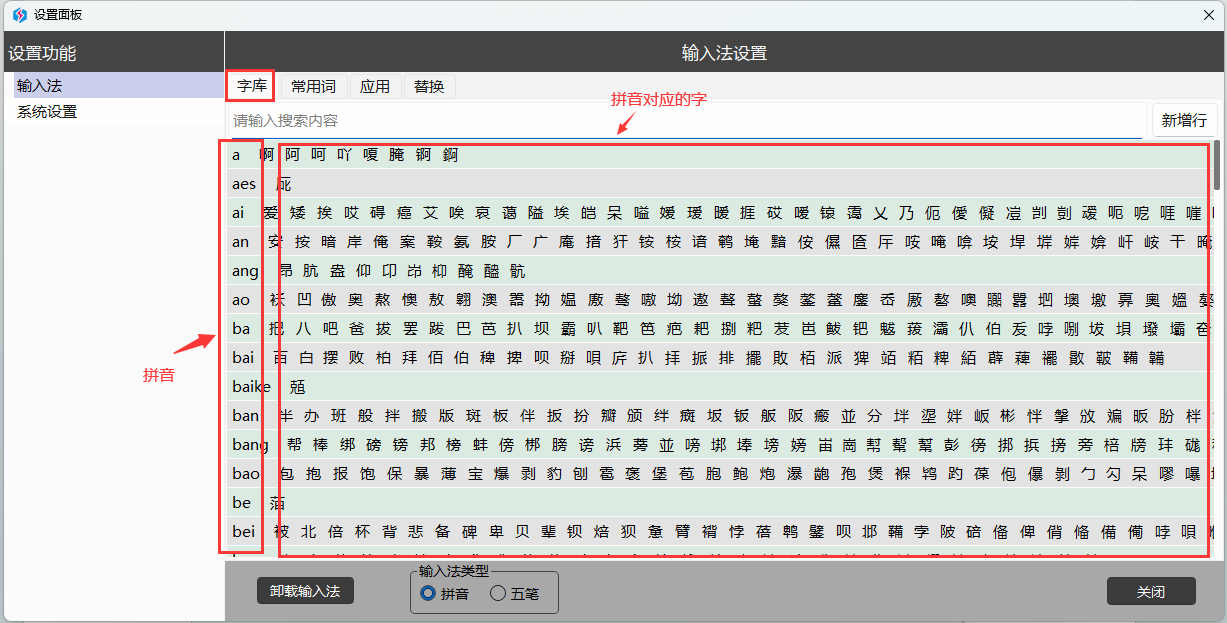 设置面板
设置功能
输入法设置
输入法
系统设置
字库 常用词 应用 替换
拼音对应的字
请输入搜索内容
新增行
a 啊 阿 呵 吖 嗄 腌 锕 錒
aes 厑
ai 爱 矮 挨 哎 碍 癌 艾 唉 哀 蔼 隘 埃 皑 呆 嗌 嫒 瑷 暖 捱 砹 嗳 锿 霭 乂 乃 伌 僾 儗 凒 剀 剴 叆 呃 呝 啀 嘊
an 安 按 暗 岸 俺 案 鞍 氨 胺 厂 广 庵 揞 犴 铵 桉 谙 鹌 埯 黯 侒 儑 匼 厈 咹 唵 啽 垵 垾 堓 婩 媕 屽 峖 干
ang 昂 肮 盎 仰 卬 岇 枊 醃 醠 骯
ao 袄 凹 傲 奥 熬 懊 敖 翱 澳 嚣 拗 媪 廒 骜 嗷 坳 遨 聱 螯 獒 鏊 鳌 鏖 岙 厫 嶅 噢 嚻 囂 垇 墺 墽 奡 奧 媼
ba 把 八 吧 爸 拔 罢 跋 巴 芭 扒 坝 霸 叭 靶 笆 疤 耙 捌 粑 茇 岜 鲅 钯 魃 菝 灞 仈 伯 叐 哱 哵 坺 垻 墢 壩
bai 百 白 摆 败 柏 拜 佰 伯 稗 捭 呗 掰 唄 庍 扒 拝 挀 排 擺 敗 栢 派 猈 竡 粨 粺 絔 薜 薭 襬 贁 韛
baike 兡
拼音
ban 半 办 班 般 拌 搬 版 斑 板 伴 扳 扮 瓣 颁 绊 癍 坂 钣 舨 阪 瘢 並 分 坢 埿 姅 岅 彬 怑 搫 攽 斒 昄 朌 柈
bang 帮 棒 绑 磅 镑 邦 榜 蚌 傍 梆 膀 谤 浜 蒡 並 嗙 垹 埲 塝 嫎 峀 崗 幇 幚 幫 彭 徬 挷 捠 搒 旁 棓 牓 玤 硥
bao 包 抱 报 饱 保 暴 薄 宝 爆 剥 豹 刨 雹 褒 堡 苞 胞 鲍 炮 瀑 龅 孢 煲 褓 鸨 趵 葆 佨 儤 剝 勹 勽 呆 嘐 曝
be 萡
bei 被 北 倍 杯 背 悲 备 碑 卑 贝 辈 钡 焙 狈 惫 臂 褙 悖 蓓 鹎 鐾 呗 邶 鞴 孛 陂 碚 俻 俾 偝 偹 備 僃 哱 唄
卸载输入法
输入法类型
拼音 五笔
关闭